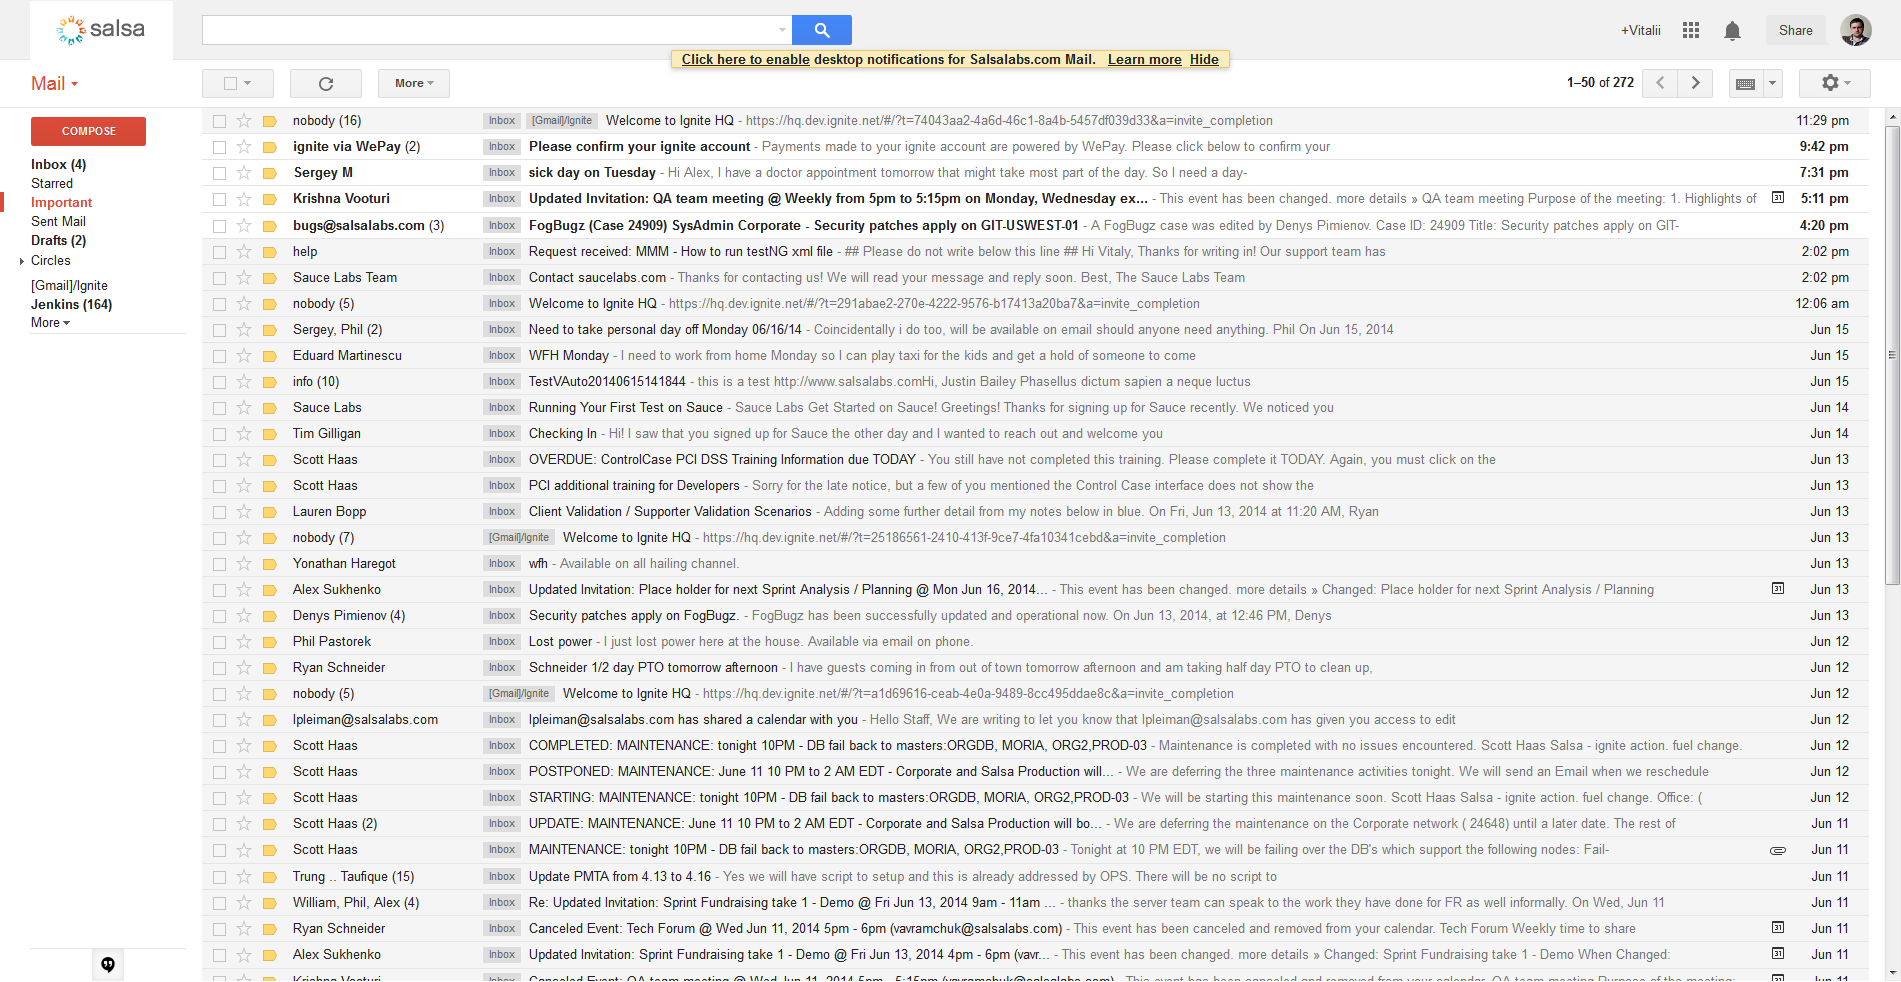 salsa
+Vitalii
Share
Click here to enable desktop notifications for Salsalabs.com Mail. Learn more Hide
Mail
More
1–50 of 272
COMPOSE
Inbox (4)
Starred
Important
Sent Mail
Drafts (2)
Circles
[Gmail]/Ignite
Jenkins (164)
More
nobody (16) Inbox [Gmail]/Ignite Welcome to Ignite HQ - https://hq.dev.ignite.net/#/?t=74043aa2-4a6d-46c1-8a4b-5457df039d33&a=invite_completion 11:29 pm
ignite via WePay (2) Inbox Please confirm your ignite account - Payments made to your ignite account are powered by WePay. Please click below to confirm your 9:42 pm
Sergey M Inbox sick day on Tuesday - Hi Alex, I have a doctor appointment tomorrow that might take most part of the day. So I need a day- 7:31 pm
Krishna Vooturi Inbox Updated Invitation: QA team meeting @ Weekly from 5pm to 5:15pm on Monday, Wednesday ex... - This event has been changed. more details » QA team meeting Purpose of the meeting: 1. Highlights of 31 5:11 pm
bugs@salsalabs.com (3) Inbox FogBugz (Case 24909) SysAdmin Corporate - Security patches apply on GIT-USWEST-01 - A FogBugz case was edited by Denys Pimienov. Case ID: 24909 Title: Security patches apply on GIT- 4:20 pm
help Inbox Request received: MMM - How to run testNG xml file - ## Please do not write below this line ## Hi Vitaly, Thanks for writing in! Our support team has 2:02 pm
Sauce Labs Team Inbox Contact saucelabs.com - Thanks for contacting us! We will read your message and reply soon. Best, The Sauce Labs Team 2:02 pm
nobody (5) Inbox Welcome to Ignite HQ - https://hq.dev.ignite.net/#/?t=291abae2-270e-4222-9576-b17413a20ba7&a=invite_completion 12:06 am
Sergey, Phil (2) Inbox Need to take personal day off Monday 06/16/14 - Coincidentally i do too, will be available on email should anyone need anything. Phil On Jun 15, 2014 Jun 15
Eduard Martinescu Inbox WFH Monday - I need to work from home Monday so I can play taxi for the kids and get a hold of someone to come Jun 15
info (10) Inbox TestVAuto20140615141844 - this is a test http://www.salsalabs.comHi, Justin Bailey Phasellus dictum sapien a neque luctus Jun 15
Sauce Labs Inbox Running Your First Test on Sauce - Sauce Labs Get Started on Sauce! Greetings! Thanks for signing up for Sauce recently. We noticed you Jun 14
Tim Gilligan Inbox Checking In - Hi! I saw that you signed up for Sauce the other day and I wanted to reach out and welcome you Jun 14
Scott Haas Inbox OVERDUE: ControlCase PCI DSS Training Information due TODAY - You still have not completed this training. Please complete it TODAY. Again, you must click on the Jun 13
Scott Haas Inbox PCI additional training for Developers - Sorry for the late notice, but a few of you mentioned the Control Case interface does not show the Jun 13
Lauren Bopp Inbox Client Validation / Supporter Validation Scenarios - Adding some further detail from my notes below in blue. On Fri, Jun 13, 2014 at 11:20 AM, Ryan Jun 13
nobody (7) [Gmail]/Ignite Welcome to Ignite HQ - https://hq.dev.ignite.net/#/?t=25186561-2410-413f-9ce7-4fa10341cebd&a=invite_completion Jun 13
Yonathan Haregot Inbox wfh - Available on all hailing channel. Jun 13
Alex Sukhenko Inbox Updated Invitation: Place holder for next Sprint Analysis / Planning @ Mon Jun 16, 2014... - This event has been changed. more details » Changed: Place holder for next Sprint Analysis / Planning 31 Jun 13
Denys Pimienov (4) Inbox Security patches apply on FogBugz. - FogBugz has been successfully updated and operational now. On Jun 13, 2014, at 12:46 PM, Denys Jun 13
Phil Pastorek Inbox Lost power - I just lost power here at the house. Available via email on phone. Jun 12
Ryan Schneider Inbox Schneider 1/2 day PTO tomorrow afternoon - I have guests coming in from out of town tomorrow afternoon and am taking half day PTO to clean up, Jun 12
nobody (5) [Gmail]/Ignite Welcome to Ignite HQ - https://hq.dev.ignite.net/#/?t=a1d69616-ceab-4e0a-9489-8cc495ddae8c&a=invite_completion Jun 12
lpleiman@salsalabs.com Inbox lpleiman@salsalabs.com has shared a calendar with you - Hello Staff, We are writing to let you know that lpleiman@salsalabs.com has given you access to edit Jun 12
Scott Haas Inbox COMPLETED: MAINTENANCE: tonight 10PM - DB fail back to masters:ORGDB, MORIA, ORG2,PROD-03 - Maintenance is completed with no issues encountered. Scott Haas Salsa - ignite action. fuel change. Jun 12
Scott Haas Inbox POSTPONED: MAINTENANCE: June 11 10 PM to 2 AM EDT - Corporate and Salsa Production will... - We are deferring the three maintenance activities tonight. We will send an Email when we reschedule Jun 12
Scott Haas Inbox STARTING: MAINTENANCE: tonight 10PM - DB fail back to masters:ORGDB, MORIA, ORG2,PROD-03 - We will be starting this maintenance soon. Scott Haas Salsa - ignite action. fuel change. Office: ( Jun 12
Scott Haas (2) Inbox UPDATE: MAINTENANCE: June 11 10 PM to 2 AM EDT - Corporate and Salsa Production will bo... - We are deferring the maintenance on the Corporate network ( 24648) until a later date. The rest of Jun 11
Scott Haas Inbox MAINTENANCE: tonight 10PM - DB fail back to masters:ORGDB, MORIA, ORG2,PROD-03 - Tonight at 10 PM EDT, we will be failing over the DB's which support the following nodes: Fail- Jun 11
Trung .. Taufique (15) Inbox Update PMTA from 4.13 to 4.16 - Yes we will have script to setup and this is already addressed by OPS. There will be no script to Jun 11
William, Phil, Alex (4) Inbox Re: Updated Invitation: Sprint Fundraising take 1 - Demo @ Fri Jun 13, 2014 9am - 11am ... - thanks the server team can speak to the work they have done for FR as well informally. On Wed, Jun 11 Jun 11
Ryan Schneider Inbox Canceled Event: Tech Forum @ Wed Jun 11, 2014 5pm - 6pm (vavramchuk@salsalabs.com) - This event has been canceled and removed from your calendar. Tech Forum Weekly time to share 31 Jun 11
Alex Sukhenko Inbox Updated Invitation: Sprint Fundraising take 1 - Demo @ Fri Jun 13, 2014 4pm - 6pm (vavr... - This event has been changed. more details » Changed: Sprint Fundraising take 1 - Demo When Changed: 31 Jun 11
Krishna Vooturi Inbox Canceled Event: QA team meeting @ Wed Jun 11, 2014 5pm - 5:15pm (vavramchuk@salsalabs.com) - This event has been canceled and removed from your calendar. QA team meeting Purpose of the meeting: 31 Jun 11